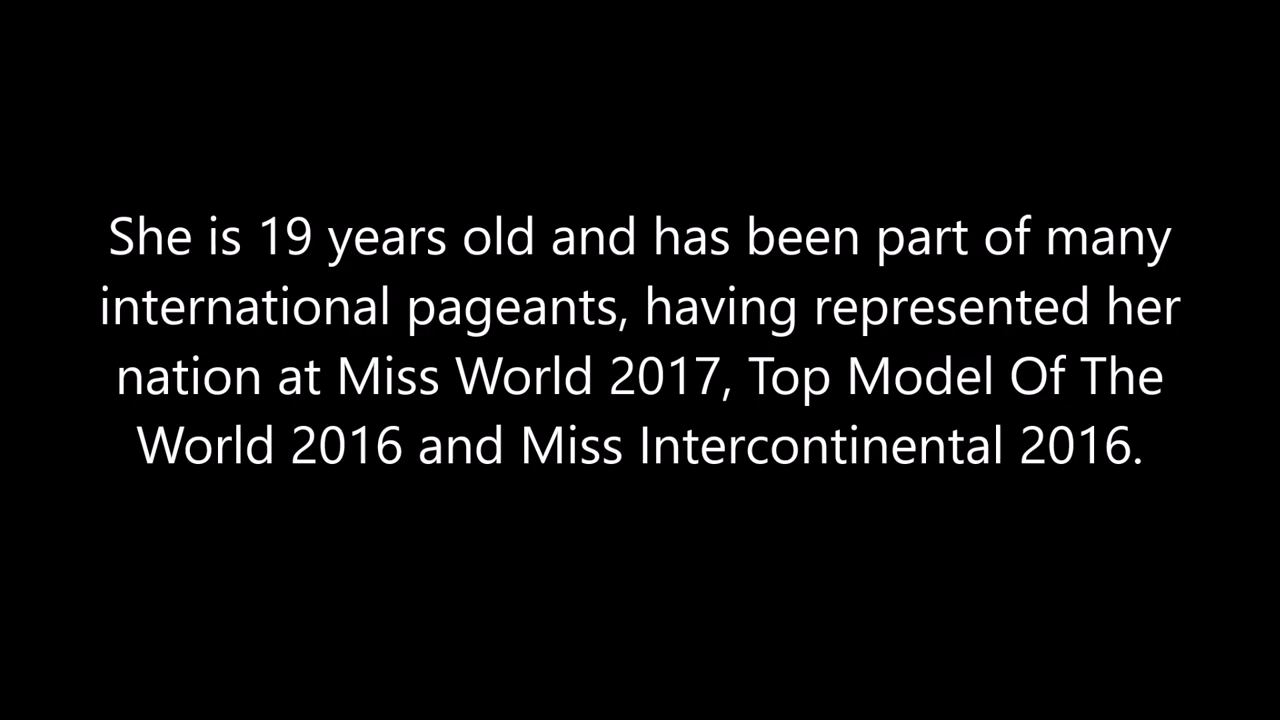 She is 19 years old and has been part of many
international pageants, having represented her
nation at Miss World 2017, Top Model Of The
World 2016 and Miss Intercontinental 2016.